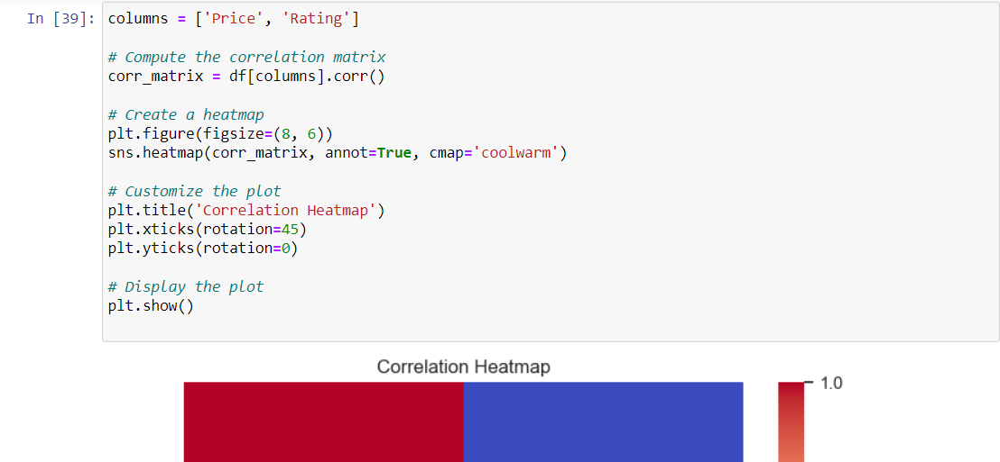 In [39]: columns = ['Price', 'Rating']
# Compute the correlation matrix
corr_matrix = df[columns].corr()
# Create a heatmap
plt.figure(figsize=(8, 6))
sns.heatmap(corr_matrix, annot=True, cmap='coolwarm')
# Customize the plot
plt.title('Correlation Heatmap')
plt.xticks(rotation=45)
plt.yticks(rotation=0)
# Display the plot
plt.show()
Correlation Heatmap
1.0